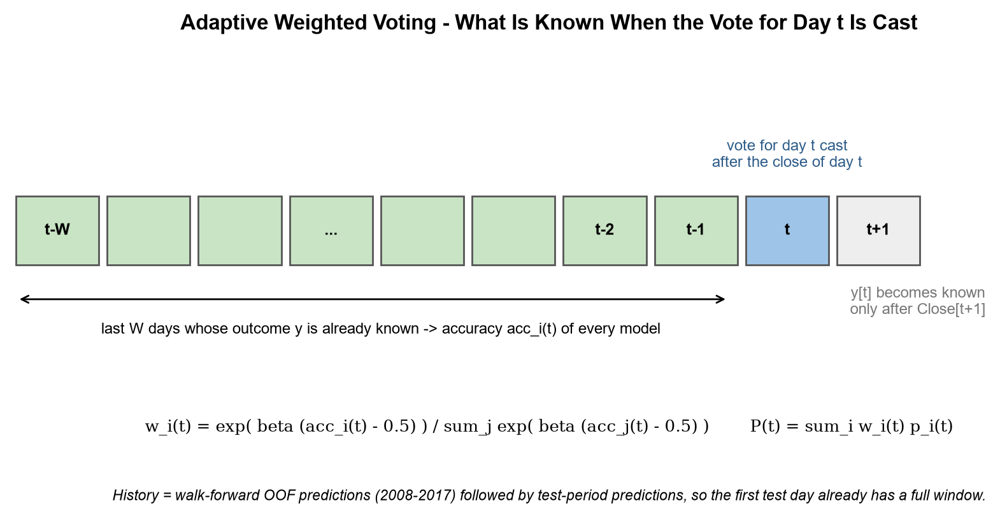 Adaptive Weighted Voting - What Is Known When the Vote for Day t Is Cast
vote for day t cast
after the close of day t
t-W
...
t-2
t-1
t
t+1
y[t] becomes known
only after Close[t+1]
last W days whose outcome y is already known -> accuracy acc_i(t) of every model
w_i(t) = exp( beta (acc_i(t) - 0.5) ) / sum_j exp( beta (acc_j(t) - 0.5) )
P(t) = sum_i w_i(t) p_i(t)
History = walk-forward OOF predictions (2008-2017) followed by test-period predictions, so the first test day already has a full window.